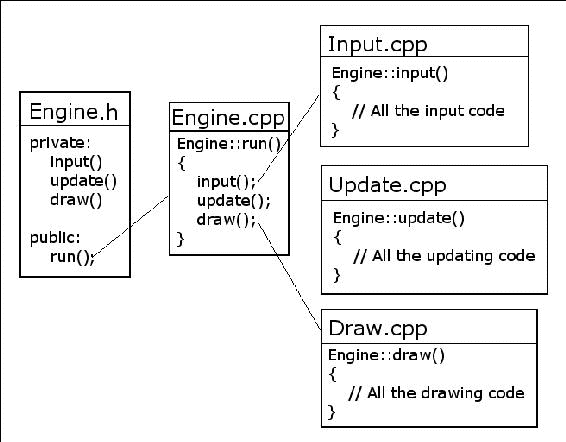 Engine.h
private:
input()
update()
draw()
public:
run();
Engine.cpp
Engine::run()
{
input();
update();
draw();
}
Input.cpp
Engine::input()
{
// All the input code
}
Update.cpp
Engine::update()
{
// All the updating code
}
Draw.cpp
Engine::draw()
{
// All the drawing code
}